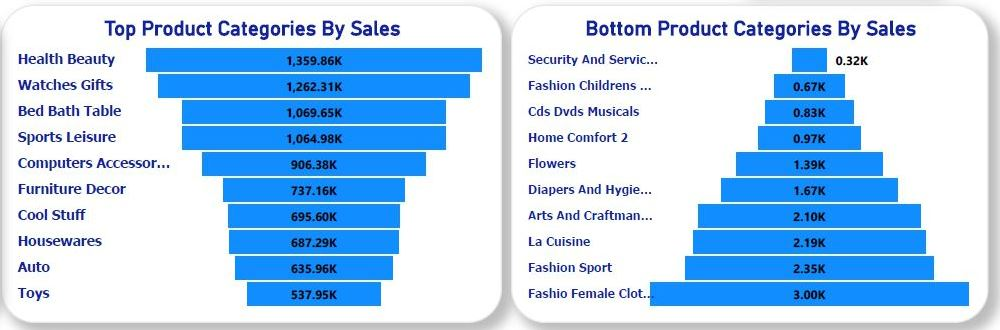 Top Product Categories By Sales
Health Beauty 1,359.86K
Watches Gifts 1,262.31K
Bed Bath Table 1,069.65K
Sports Leisure 1,064.98K
Computers Accessor... 906.38K
Furniture Decor 737.16K
Cool Stuff 695.60K
Housewares 687.29K
Auto 635.96K
Toys 537.95K
Bottom Product Categories By Sales
Security And Servic... 0.32K
Fashion Childrens ... 0.67K
Cds Dvds Musicals 0.83K
Home Comfort 2 0.97K
Flowers 1.39K
Diapers And Hygie... 1.67K
Arts And Craftman... 2.10K
La Cuisine 2.19K
Fashion Sport 2.35K
Fashio Female Clot... 3.00K